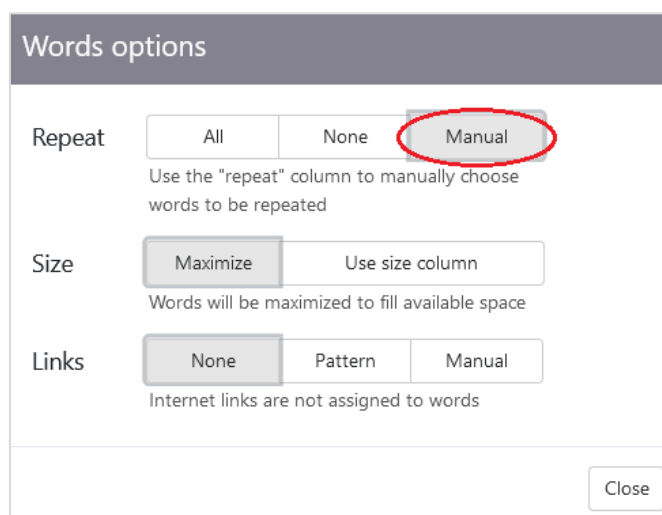 Words options
Repeat All None Manual
Use the "repeat" column to manually choose
words to be repeated
Size Maximize Use size column
Words will be maximized to fill available space
Links None Pattern Manual
Internet links are not assigned to words
Close